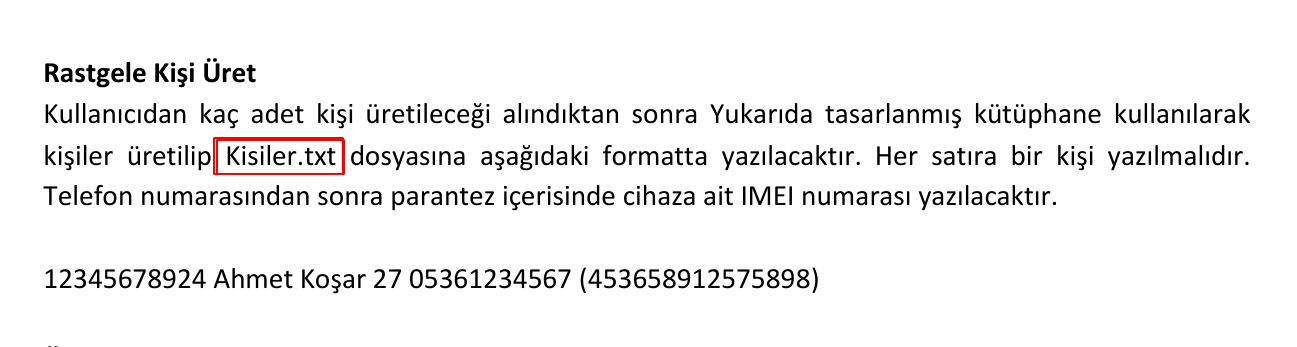 Rastgele Kişi Üret
Kullanıcıdan kaç adet kişi üretileceği alındıktan sonra Yukarıda tasarlanmış kütüphane kullanılarak
kişiler üretilip Kisiler.txt dosyasına aşağıdaki formatta yazılacaktır. Her satıra bir kişi yazılmalıdır.
Telefon numarasından sonra parantez içerisinde cihaza ait IMEI numarası yazılacaktır.
12345678924 Ahmet Koşar 27 05361234567 (453658912575898)